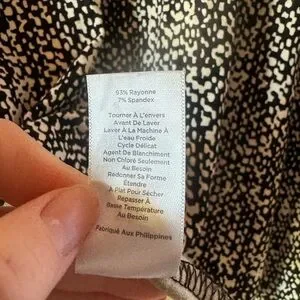 93% Rayonne
7% Spandex
Tourner À L'envers
Avant De Laver
Laver À La Machine À
L'eau Froide
Cycle Délicat
Agent De Blanchiment
Non Chloré Seulement
Au Besoin
Redonner Sa Forme
Étendre
À Plat Pour Sécher
Repasser À
Basse Température
Au Besoin
Fabriqué Aux Philippines